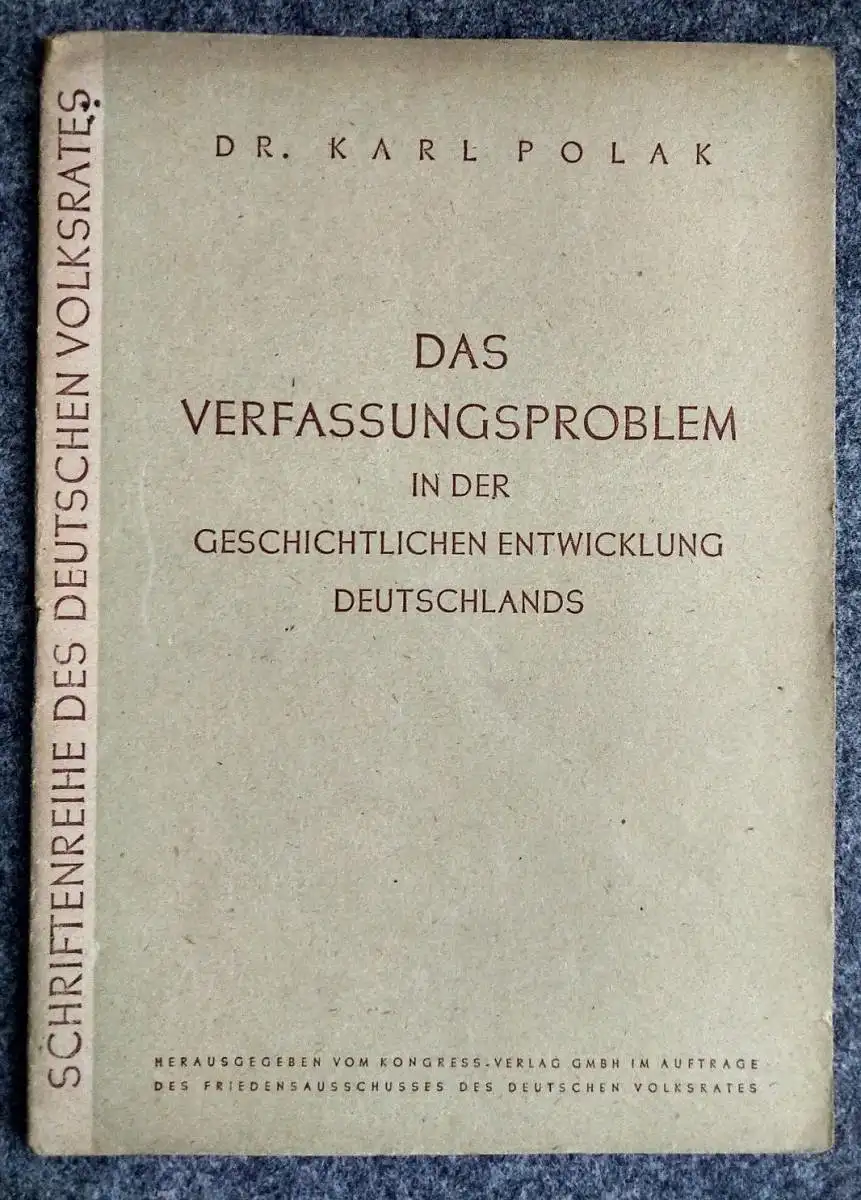 SCHRIFTENREIHE DES DEUTSCHEN VOLKSRATES
DR. KARL POLAK
DAS
VERFASSUNGSPROBLEM
IN DER
GESCHICHTLICHEN ENTWICKLUNG
DEUTSCHLANDS
HERAUSGEGEBEN VOM KONGRESS-VERLAG GMBH IM AUFTRAGE
DES FRIEDENSAUSSCHUSSES DES DEUTSCHEN VOLKSRATES